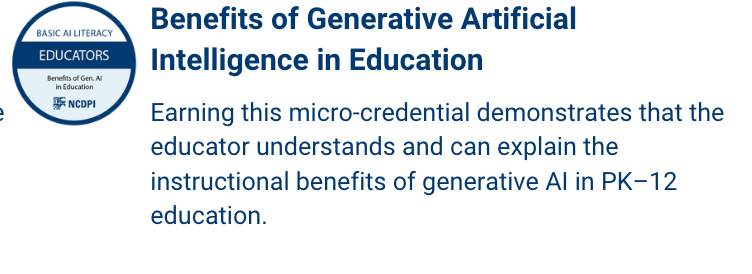 BASIC AI LITERACY
EDUCATORS
Benefits of Gen. AI
in Education
NCDPI
Benefits of Generative Artificial
Intelligence in Education
e
Earning this micro-credential demonstrates that the
educator understands and can explain the
instructional benefits of generative AI in PK–12
education.